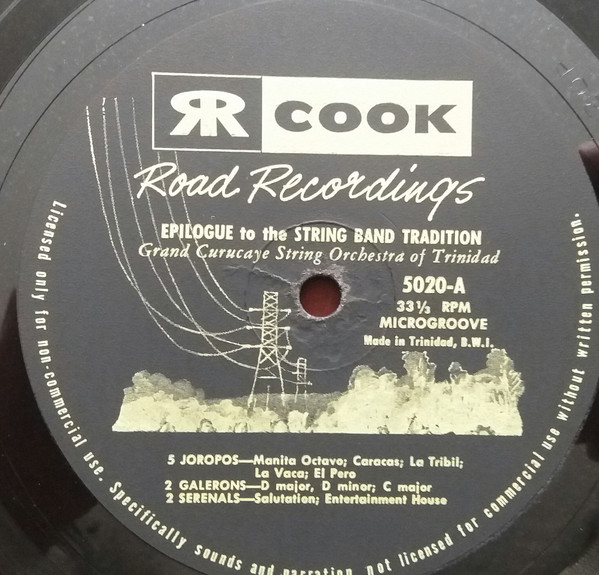 RR COOK
Road Recordings
EPILOGUE to the STRING BAND TRADITION
Grand Curucaye String Orchestra of Trinidad
5020-A
33⅓ RPM
MICROGROOVE
Made in Trinidad, B.W.I.
5 JOROPOS—Manita Octavo; Caracas; La Tribil;
La Vaca; El Pero
2 GALERONS—D major, D minor; C major
2 SERENALS—Salutation; Entertainment House
Licensed only for non-commercial use. Specifically sounds and narration not licensed for commercial use without written permission.